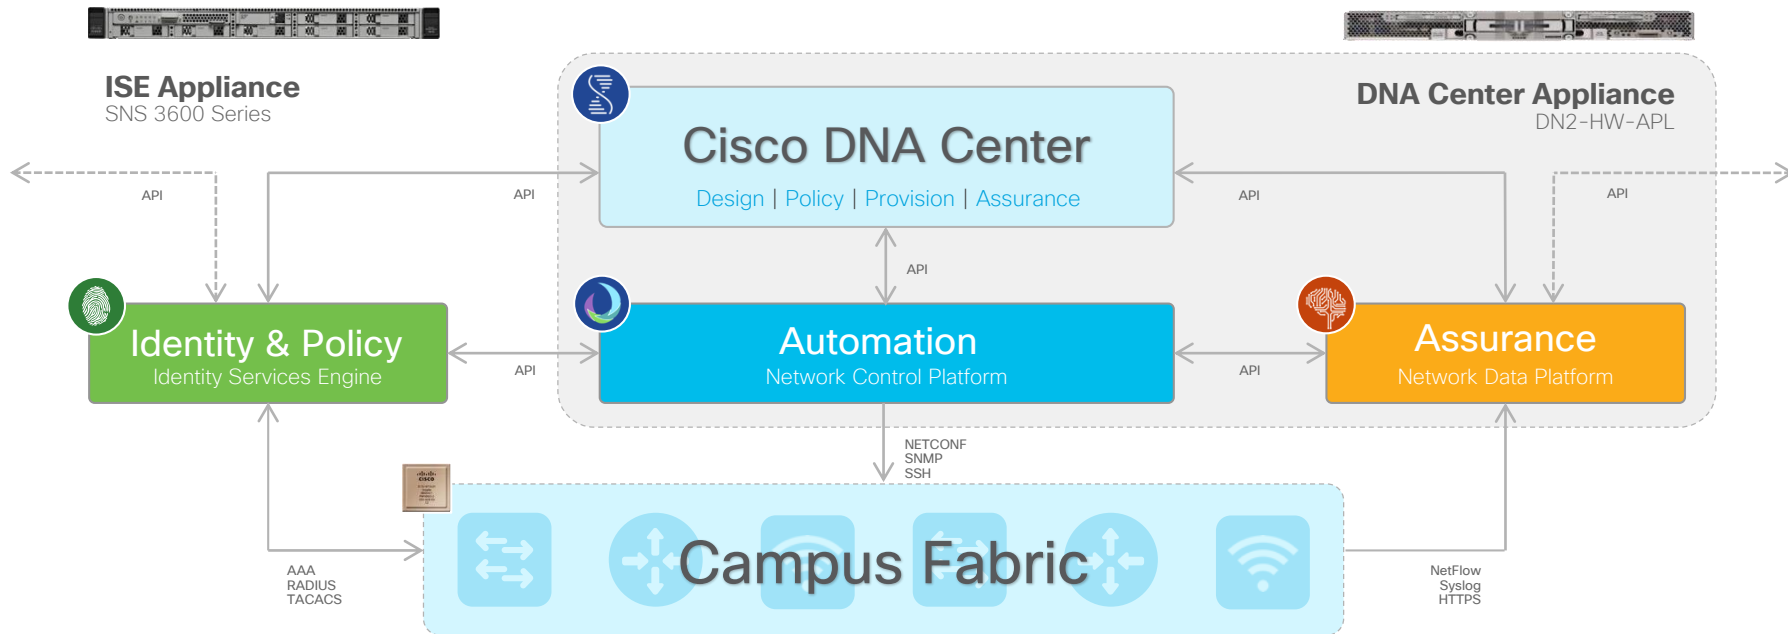 ISE Appliance
SNS 3600 Series
DNA Center Appliance
DN2-HW-APL
Cisco DNA Center
Design | Policy | Provision | Assurance
API
API
API
API
API
Identity & Policy
Identity Services Engine
Automation
Network Control Platform
Assurance
Network Data Platform
API
API
NETCONF
SNMP
SSH
CISCO
Campus Fabric
AAA
RADIUS
TACACS
NetFlow
Syslog
HTTPS